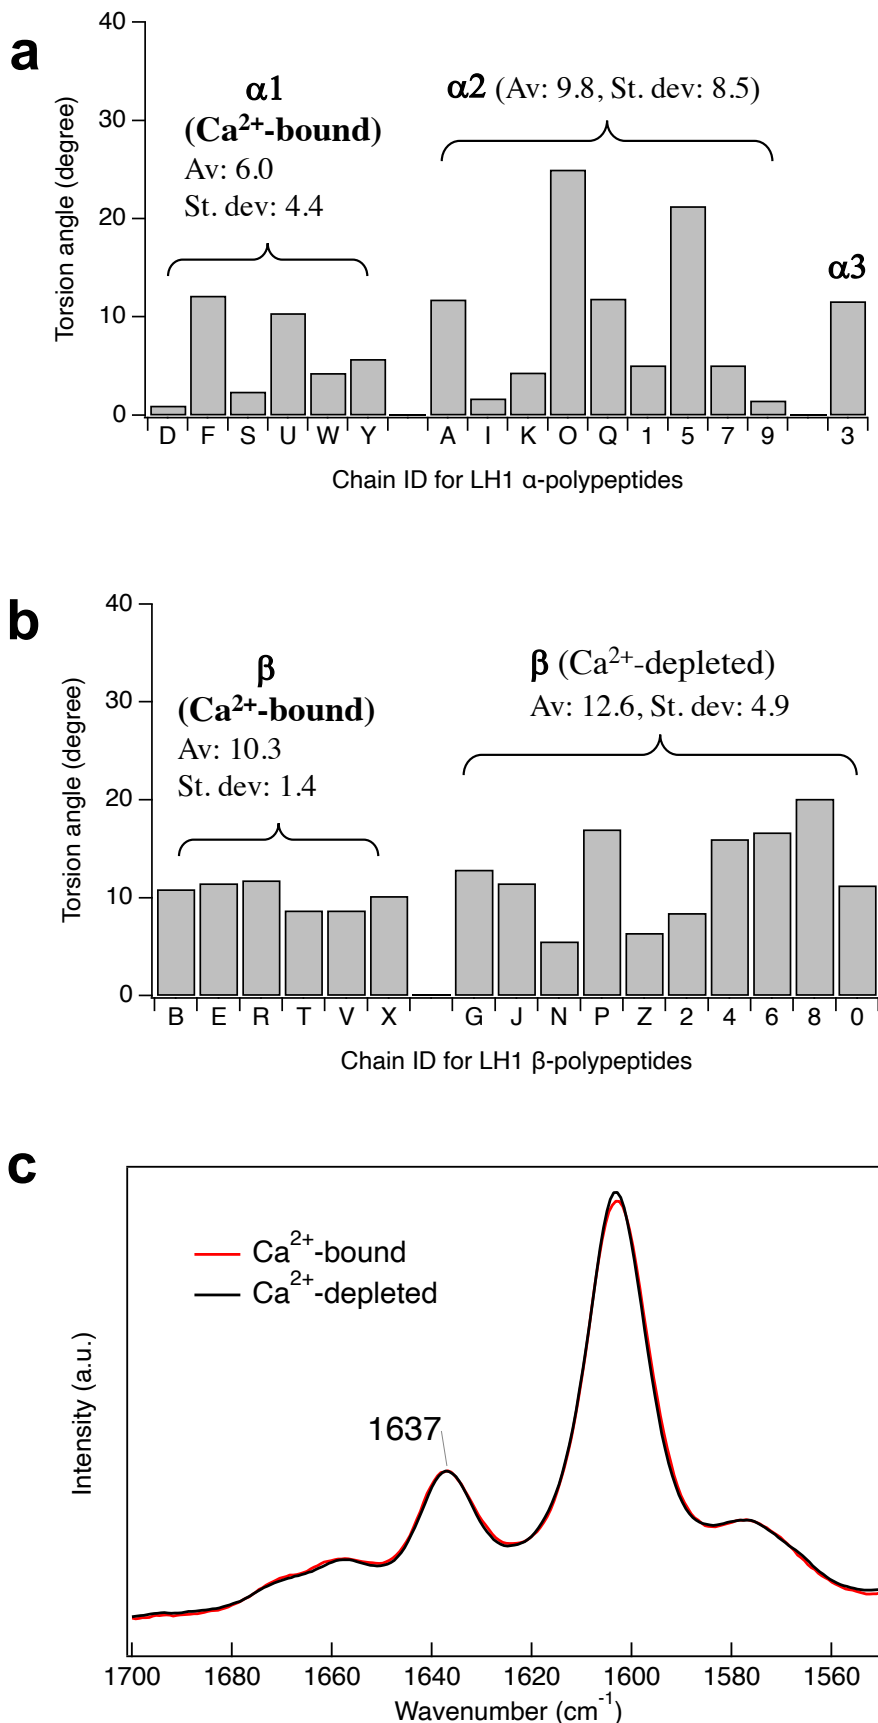 a
40
30
20
10
0
Torsion angle (degree)
α1
(Ca²⁺-bound)
Av: 6.0
St. dev: 4.4
α2 (Av: 9.8, St. dev: 8.5)
α3
D F S U W Y A I K O Q 1 5 7 9 3
Chain ID for LH1 α-polypeptides
b
40
30
20
10
0
Torsion angle (degree)
β
(Ca²⁺-bound)
Av: 10.3
St. dev: 1.4
β (Ca²⁺-depleted)
Av: 12.6, St. dev: 4.9
B E R T V X G J N P Z 2 4 6 8 0
Chain ID for LH1 β-polypeptides
c
Ca²⁺-bound
Ca²⁺-depleted
1637
Intensity (a.u.)
1700 1680 1660 1640 1620 1600 1580 1560
Wavenumber (cm⁻¹)